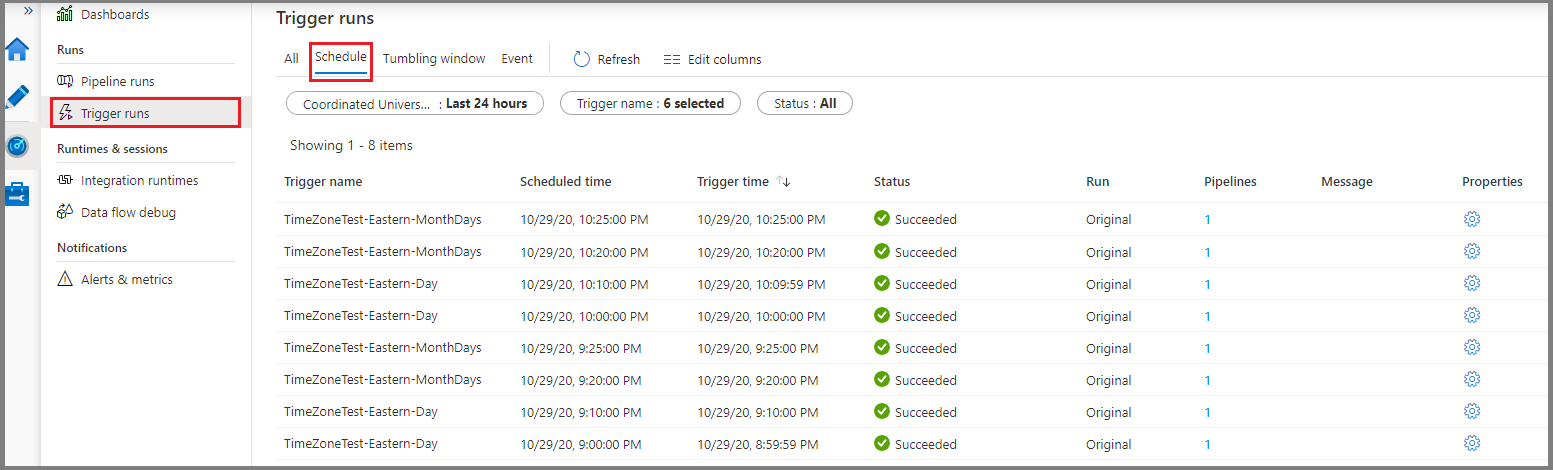 »
Dashboards
Runs
Pipeline runs
Trigger runs
Runtimes & sessions
Integration runtimes
Data flow debug
Notifications
Alerts & metrics
Trigger runs
All Schedule Tumbling window Event Refresh Edit columns
Coordinated Univers... : Last 24 hours Trigger name : 6 selected Status : All
Showing 1 - 8 items
Trigger name Scheduled time Trigger time ↑↓ Status Run Pipelines Message Properties
TimeZoneTest-Eastern-MonthDays 10/29/20, 10:25:00 PM 10/29/20, 10:25:00 PM Succeeded Original 1
TimeZoneTest-Eastern-MonthDays 10/29/20, 10:20:00 PM 10/29/20, 10:20:00 PM Succeeded Original 1
TimeZoneTest-Eastern-Day 10/29/20, 10:10:00 PM 10/29/20, 10:09:59 PM Succeeded Original 1
TimeZoneTest-Eastern-Day 10/29/20, 10:00:00 PM 10/29/20, 10:00:00 PM Succeeded Original 1
TimeZoneTest-Eastern-MonthDays 10/29/20, 9:25:00 PM 10/29/20, 9:25:00 PM Succeeded Original 1
TimeZoneTest-Eastern-MonthDays 10/29/20, 9:20:00 PM 10/29/20, 9:20:00 PM Succeeded Original 1
TimeZoneTest-Eastern-Day 10/29/20, 9:10:00 PM 10/29/20, 9:10:00 PM Succeeded Original 1
TimeZoneTest-Eastern-Day 10/29/20, 9:00:00 PM 10/29/20, 8:59:59 PM Succeeded Original 1